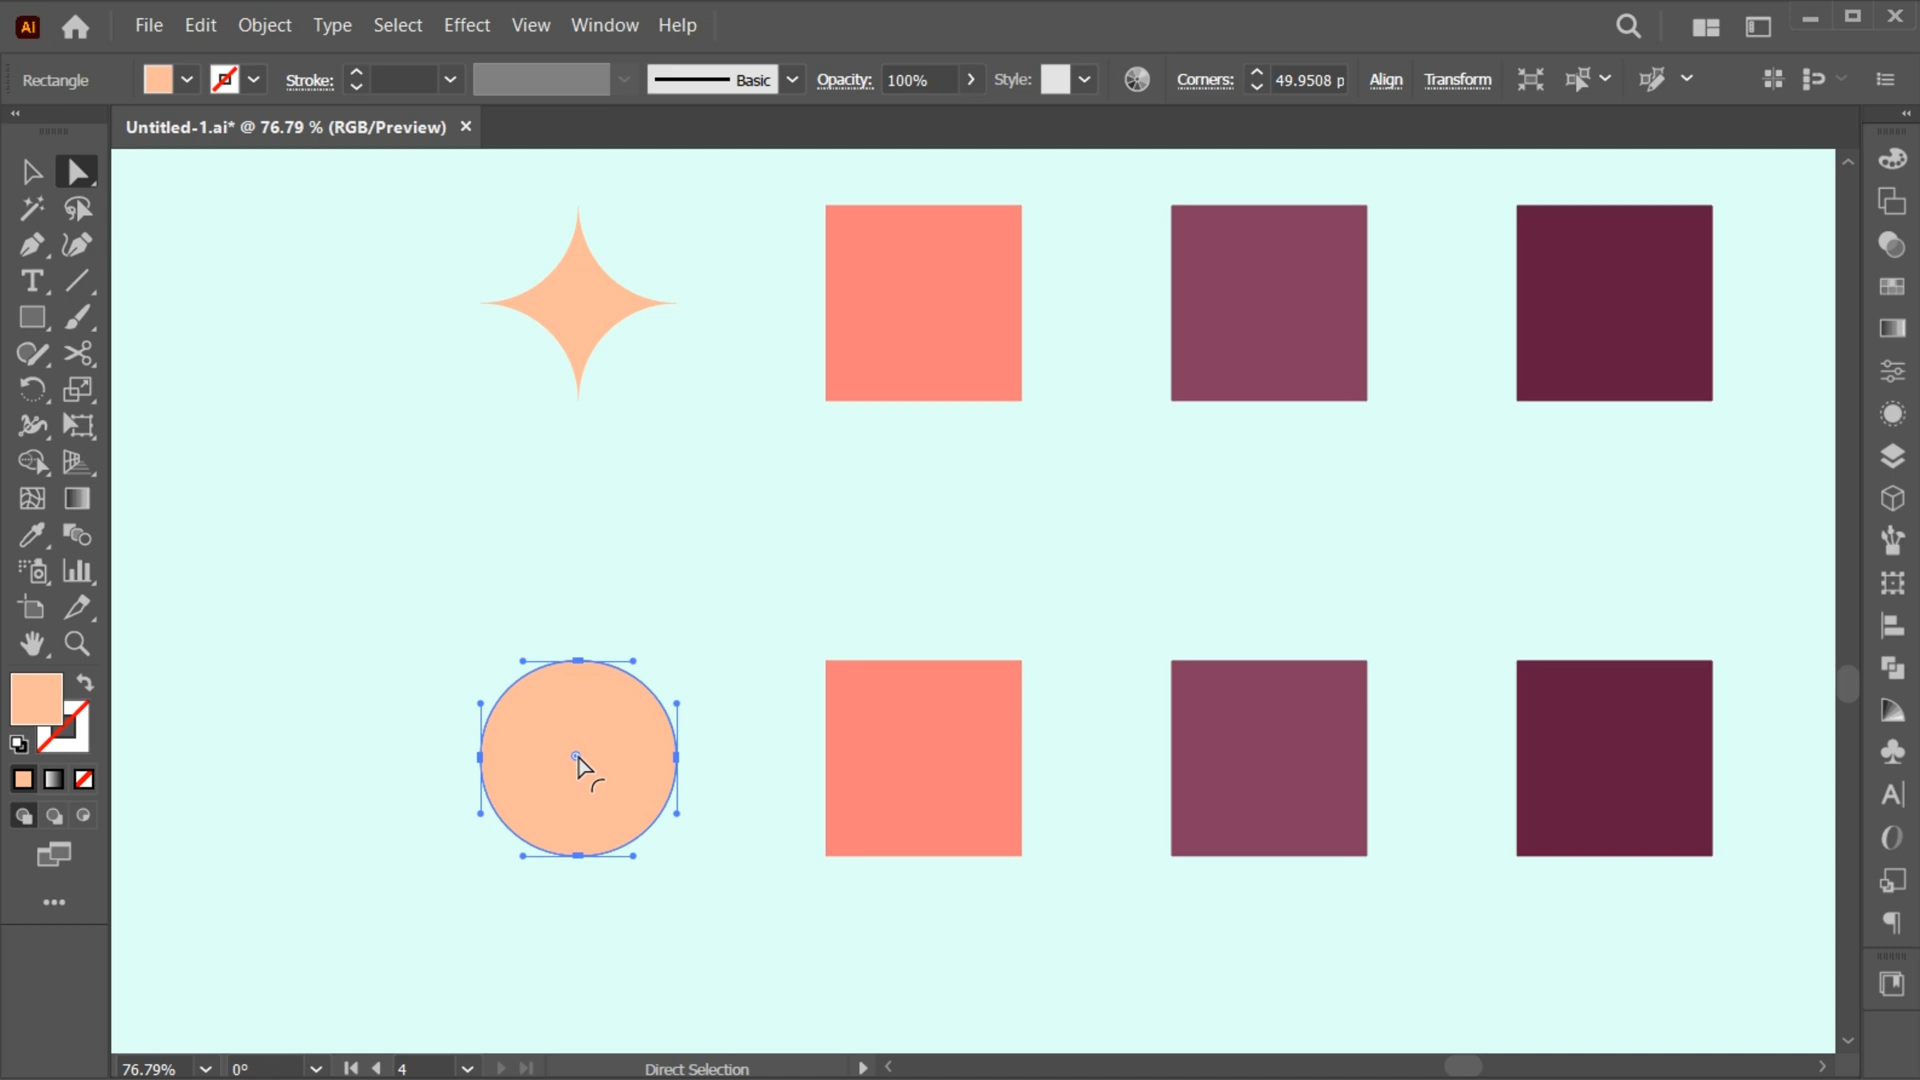 Ai File Edit Object Type Select Effect View Window Help
Rectangle Stroke: Basic Opacity: 100% Style: Corners: 49.9508 p Align Transform
Untitled-1.ai* @ 76.79 % (RGB/Preview) ×
76.79% 0° 4 Direct Selection